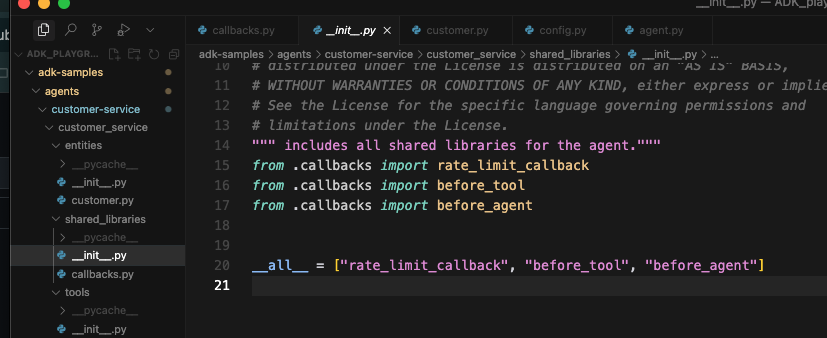 __init__.py — ADK_play
callbacks.py
__init__.py
customer.py
config.py
agent.py
ADK_PLAYGR...
adk-samples > agents > customer-service > customer_service > shared_libraries > __init__.py > ...
adk-samples
agents
customer-service
customer_service
entities
__pycache__
__init__.py
customer.py
shared_libraries
__pycache__
__init__.py
callbacks.py
tools
__pycache__
__init__.py
10 # distributed under the License is distributed on an "AS IS" BASIS,
11 # WITHOUT WARRANTIES OR CONDITIONS OF ANY KIND, either express or implie
12 # See the License for the specific language governing permissions and
13 # limitations under the License.
14 """ includes all shared libraries for the agent."""
15 from .callbacks import rate_limit_callback
16 from .callbacks import before_tool
17 from .callbacks import before_agent
18
19
20 __all__ = ["rate_limit_callback", "before_tool", "before_agent"]
21